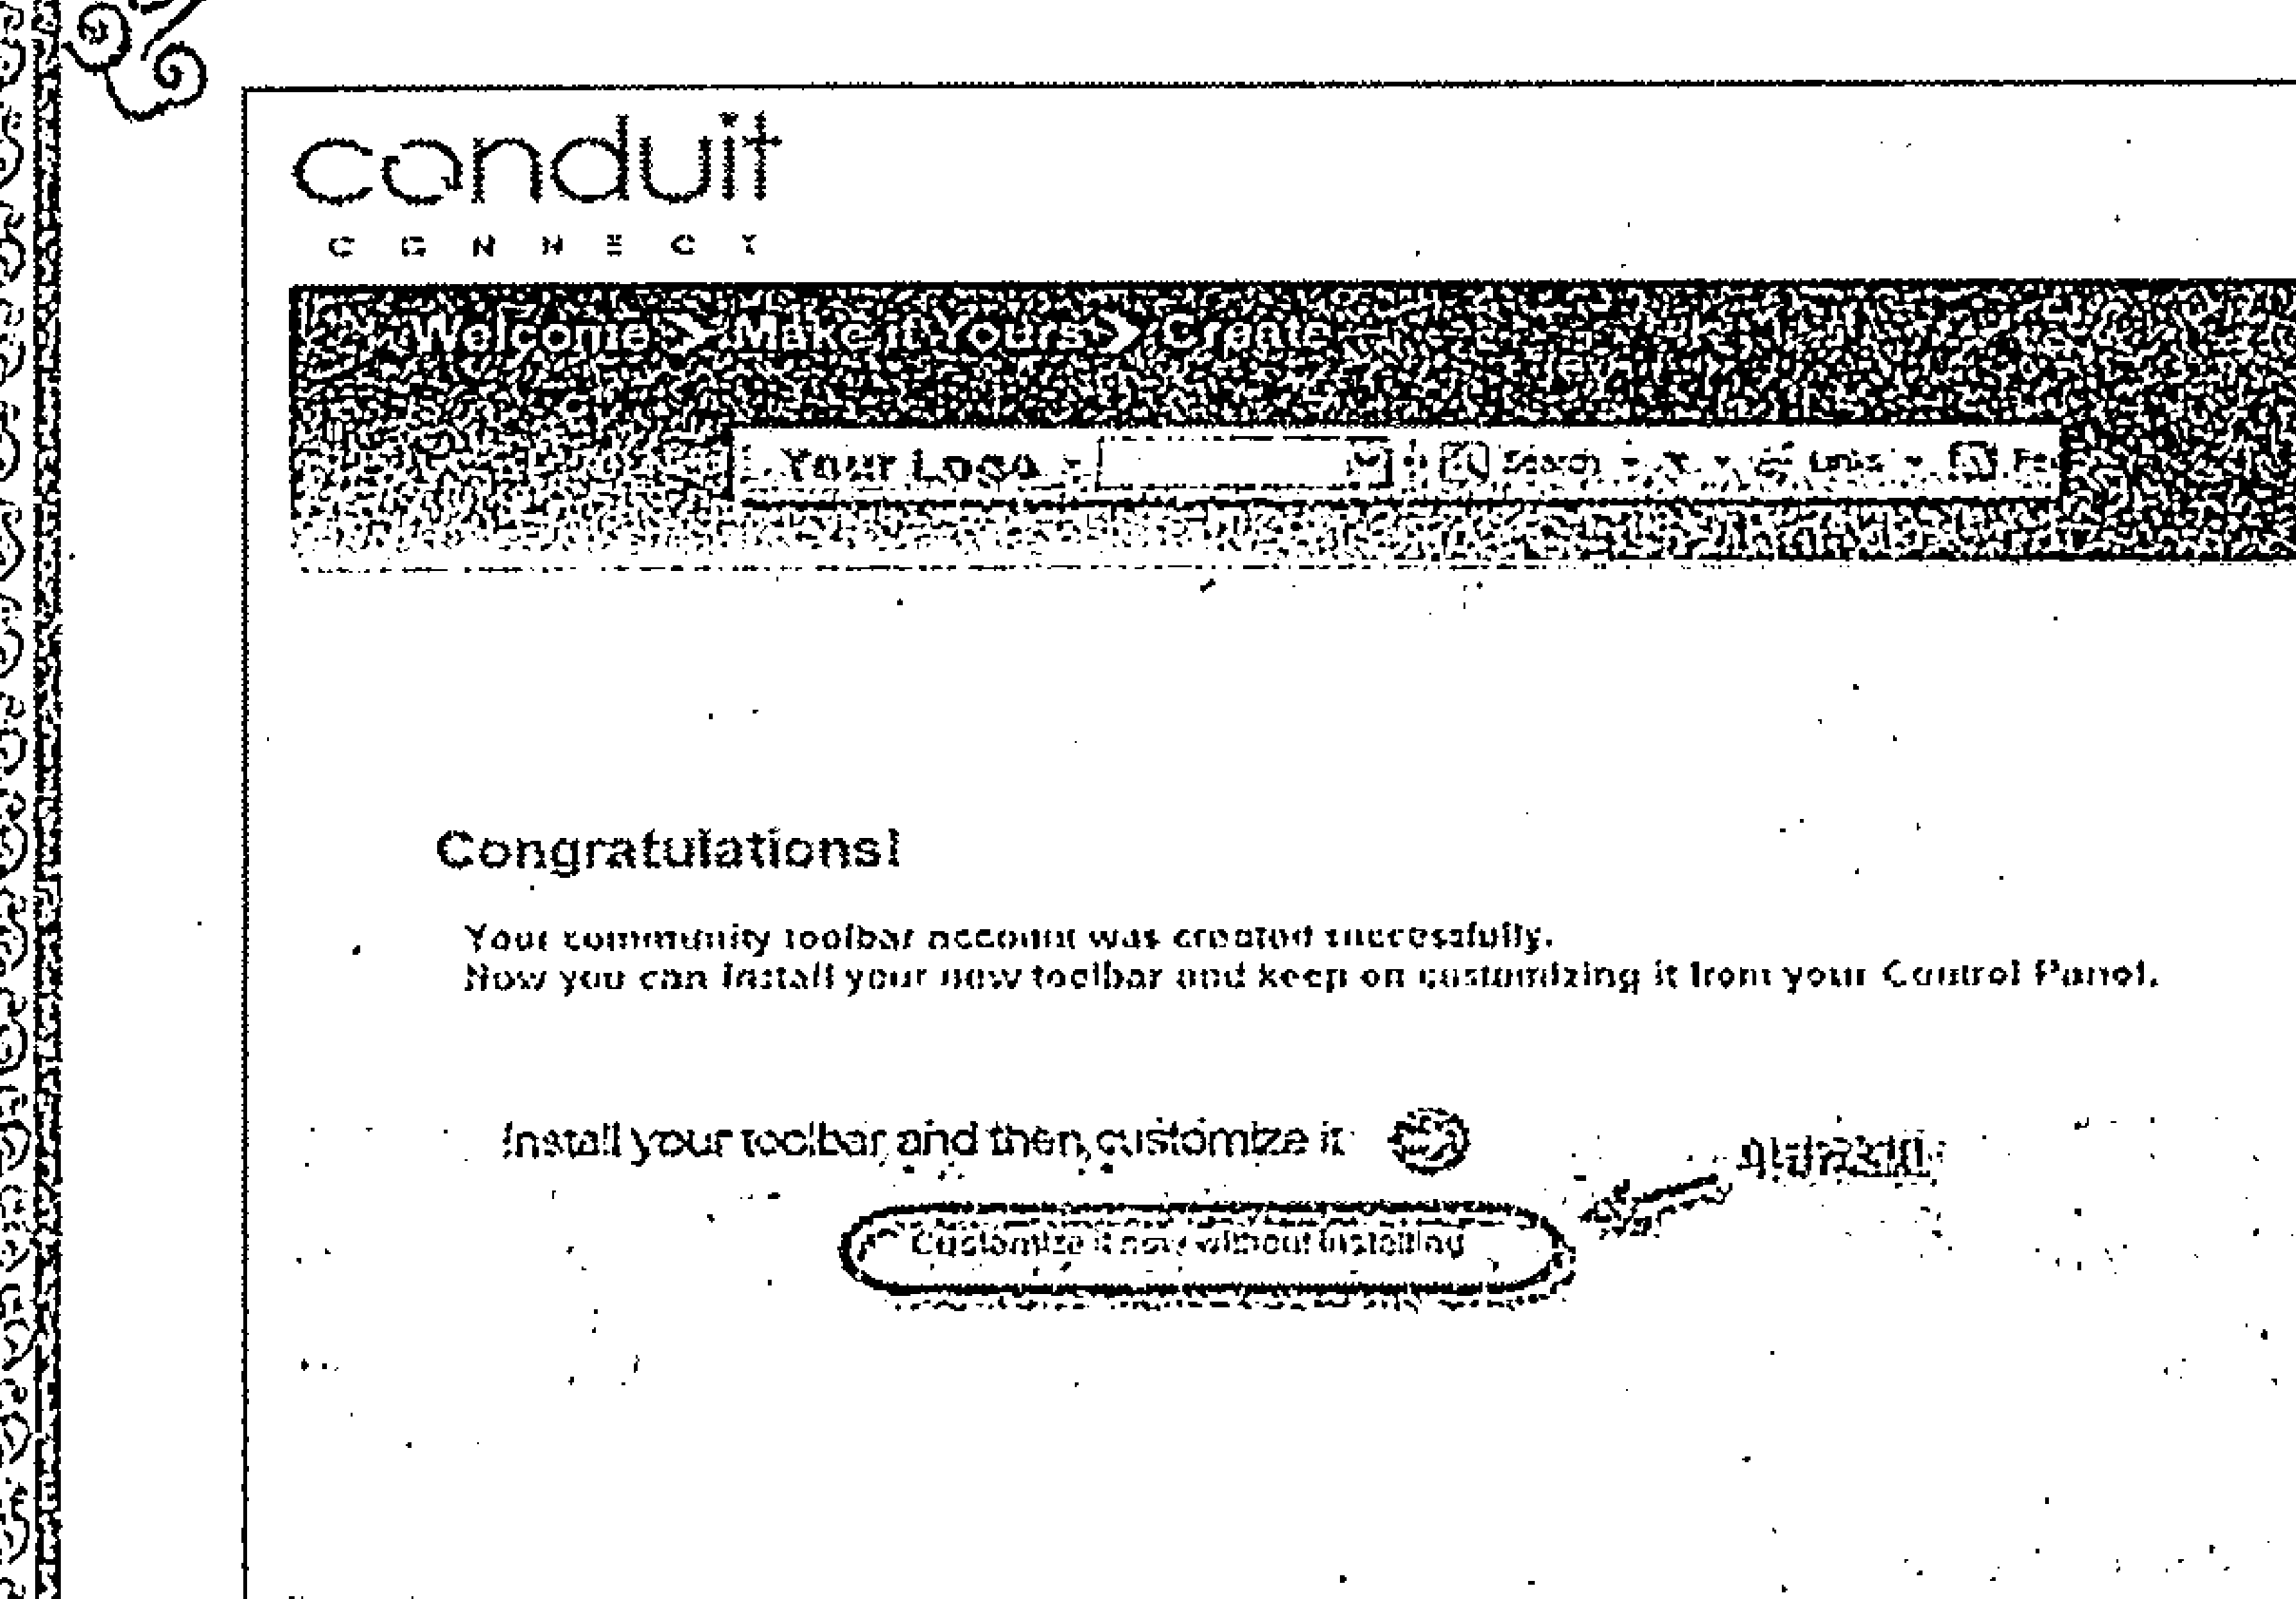 conduit
CONNECT
Welcome > Make it Yours > Create
Your Logo Search Links
Congratulations!
Your community toolbar account was created successfully.
Now you can install your new toolbar and keep on customizing it from your Control Panel.
Install your toolbar and then customize it
Customize it now without installing